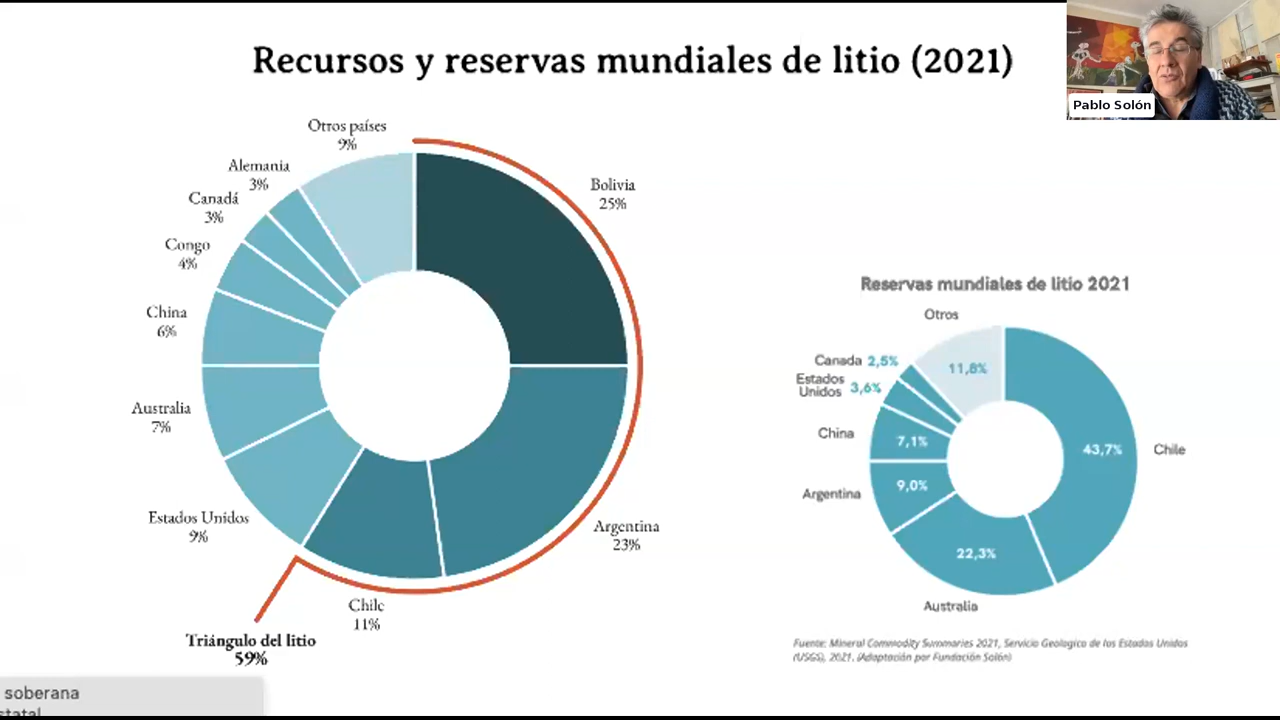 Recursos y reservas mundiales de litio (2021)
Pablo Solón
Otros países
9%
Alemania
3%
Canadá
3%
Congo
4%
China
6%
Australia
7%
Estados Unidos
9%
Bolivia
25%
Argentina
23%
Chile
11%
Triángulo del litio
59%
Reservas mundiales de litio 2021
Otros
11,8%
Canada 2,5%
Estados
Unidos 3,6%
China
7,1%
Argentina
9,0%
22,3%
Australia
43,7%
Chile
Fuente: Mineral Commodity Summaries 2021, Servicio Geologico de los Estados Unidos
(USGS), 2021, (Adaptación por Fundación Solón)
soberana
statal